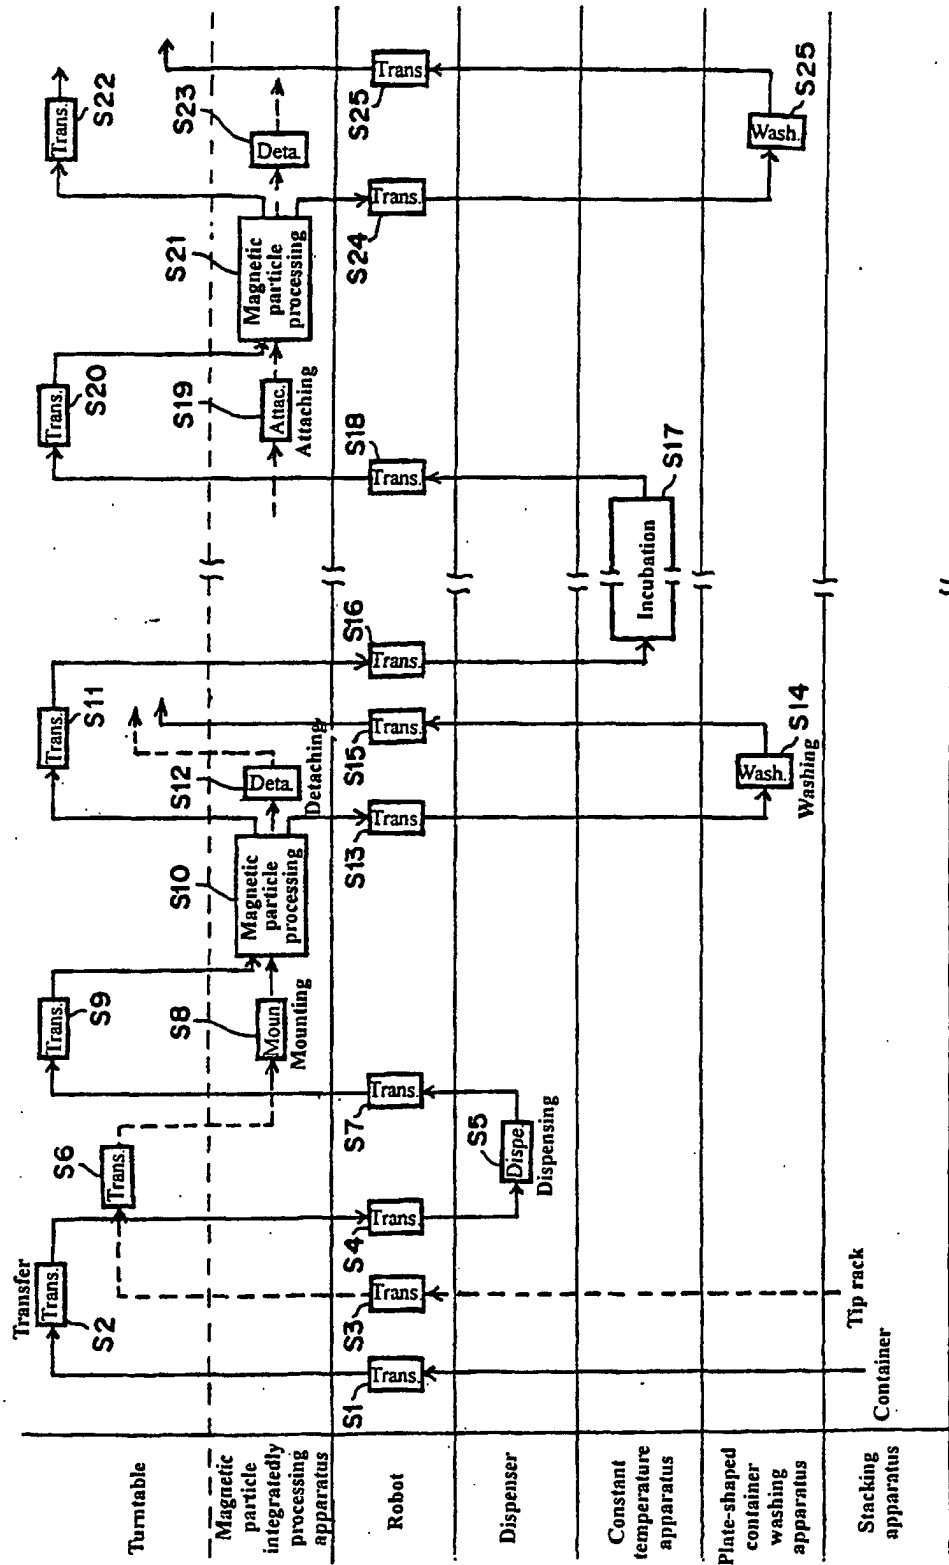 Turntable
Magnetic
particle
integratedly
processing
apparatus
Robot
Dispenser
Constant
temperature
apparatus
Plate-shaped
container
washing
apparatus
Stacking
apparatus
Transfer
Trans.
S2
Trans.
S6
Trans.
S9
Trans.
S11
Trans.
S20
Trans.
S22
S8
Moun.
Mounting
S10
Magnetic
particle
processing
S12
Deta.
Detaching
S19
Attac.
Attaching
S21
Magnetic
particle
processing
S23
Deta.
S1
Trans.
S3
Trans.
S4
Trans.
S7
Trans.
S13
Trans.
S15
Trans.
S16
Trans.
S18
Trans.
S24
Trans.
S25
Trans.
S5
Dispe.
Dispensing
Incubation
S17
Wash.
S14
Washing
Wash.
S25
Container
Tip rack